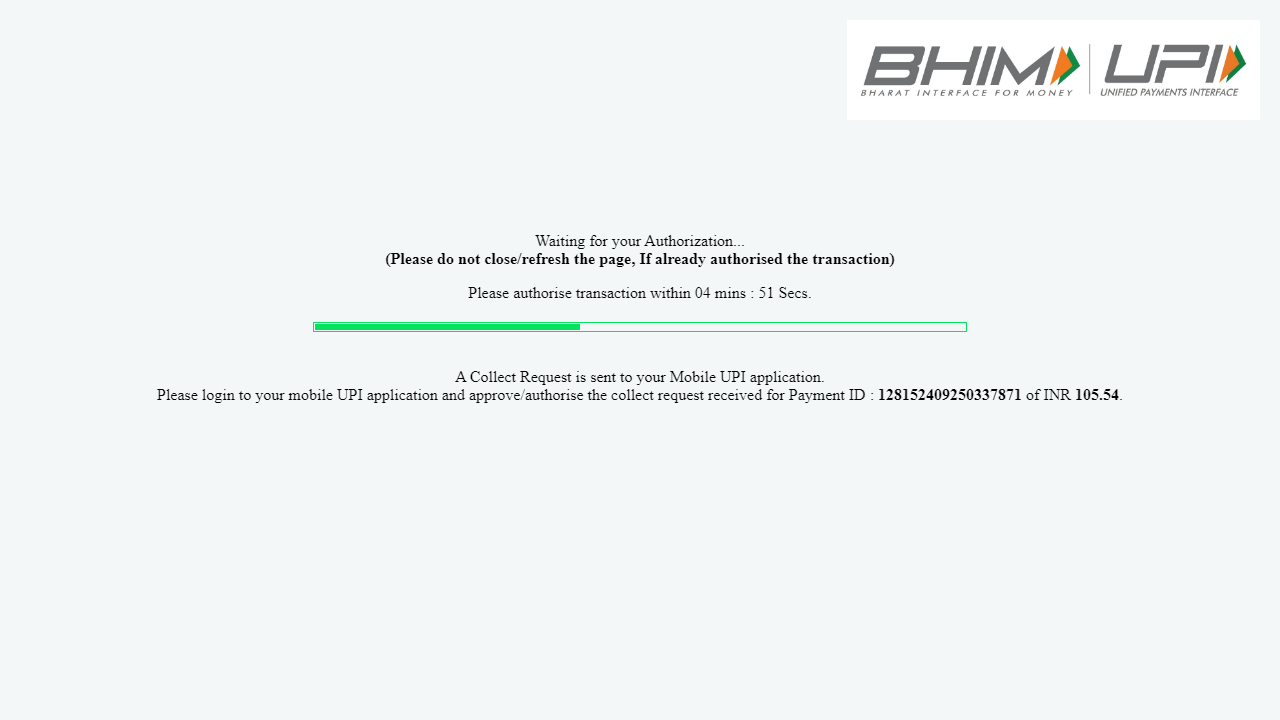 BHIM UPI
BHARAT INTERFACE FOR MONEY UNIFIED PAYMENTS INTERFACE
Waiting for your Authorization...
(Please do not close/refresh the page, If already authorised the transaction)
Please authorise transaction within 04 mins : 51 Secs.
A Collect Request is sent to your Mobile UPI application.
Please login to your mobile UPI application and approve/authorise the collect request received for Payment ID : 128152409250337871 of INR 105.54.